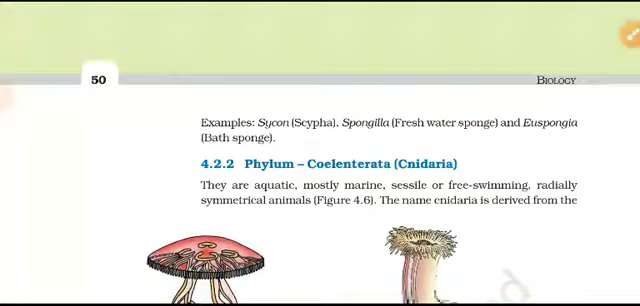 50
BIOLOGY
Examples: Sycon (Scypha), Spongilla (Fresh water sponge) and Euspongia
(Bath sponge).
4.2.2 Phylum – Coelenterata (Cnidaria)
They are aquatic, mostly marine, sessile or free-swimming, radially
symmetrical animals (Figure 4.6). The name cnidaria is derived from the